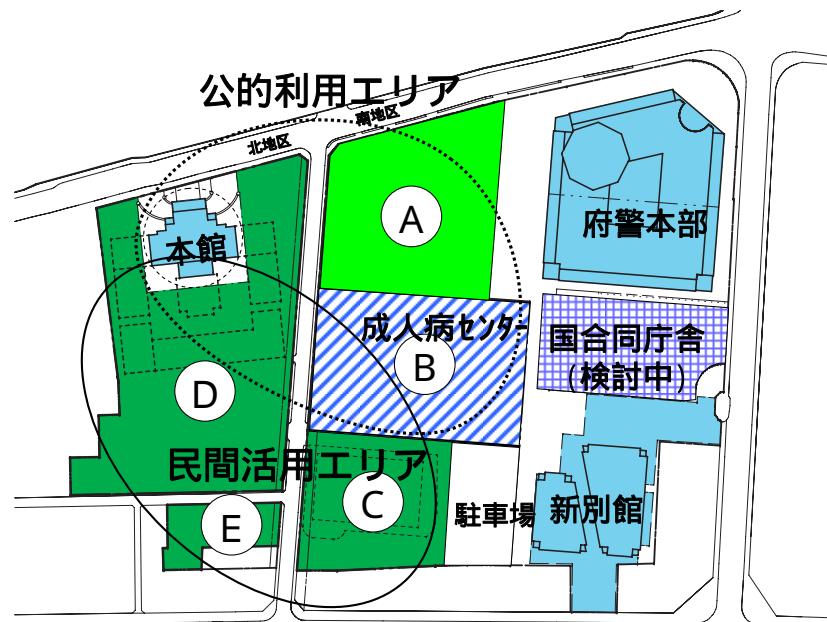 公的利用エリア
南地区
北地区
A
府警本部
本館
成人病センター
国合同庁舎
（検討中）
B
D
民間活用エリア
C
駐車場
新別館
E